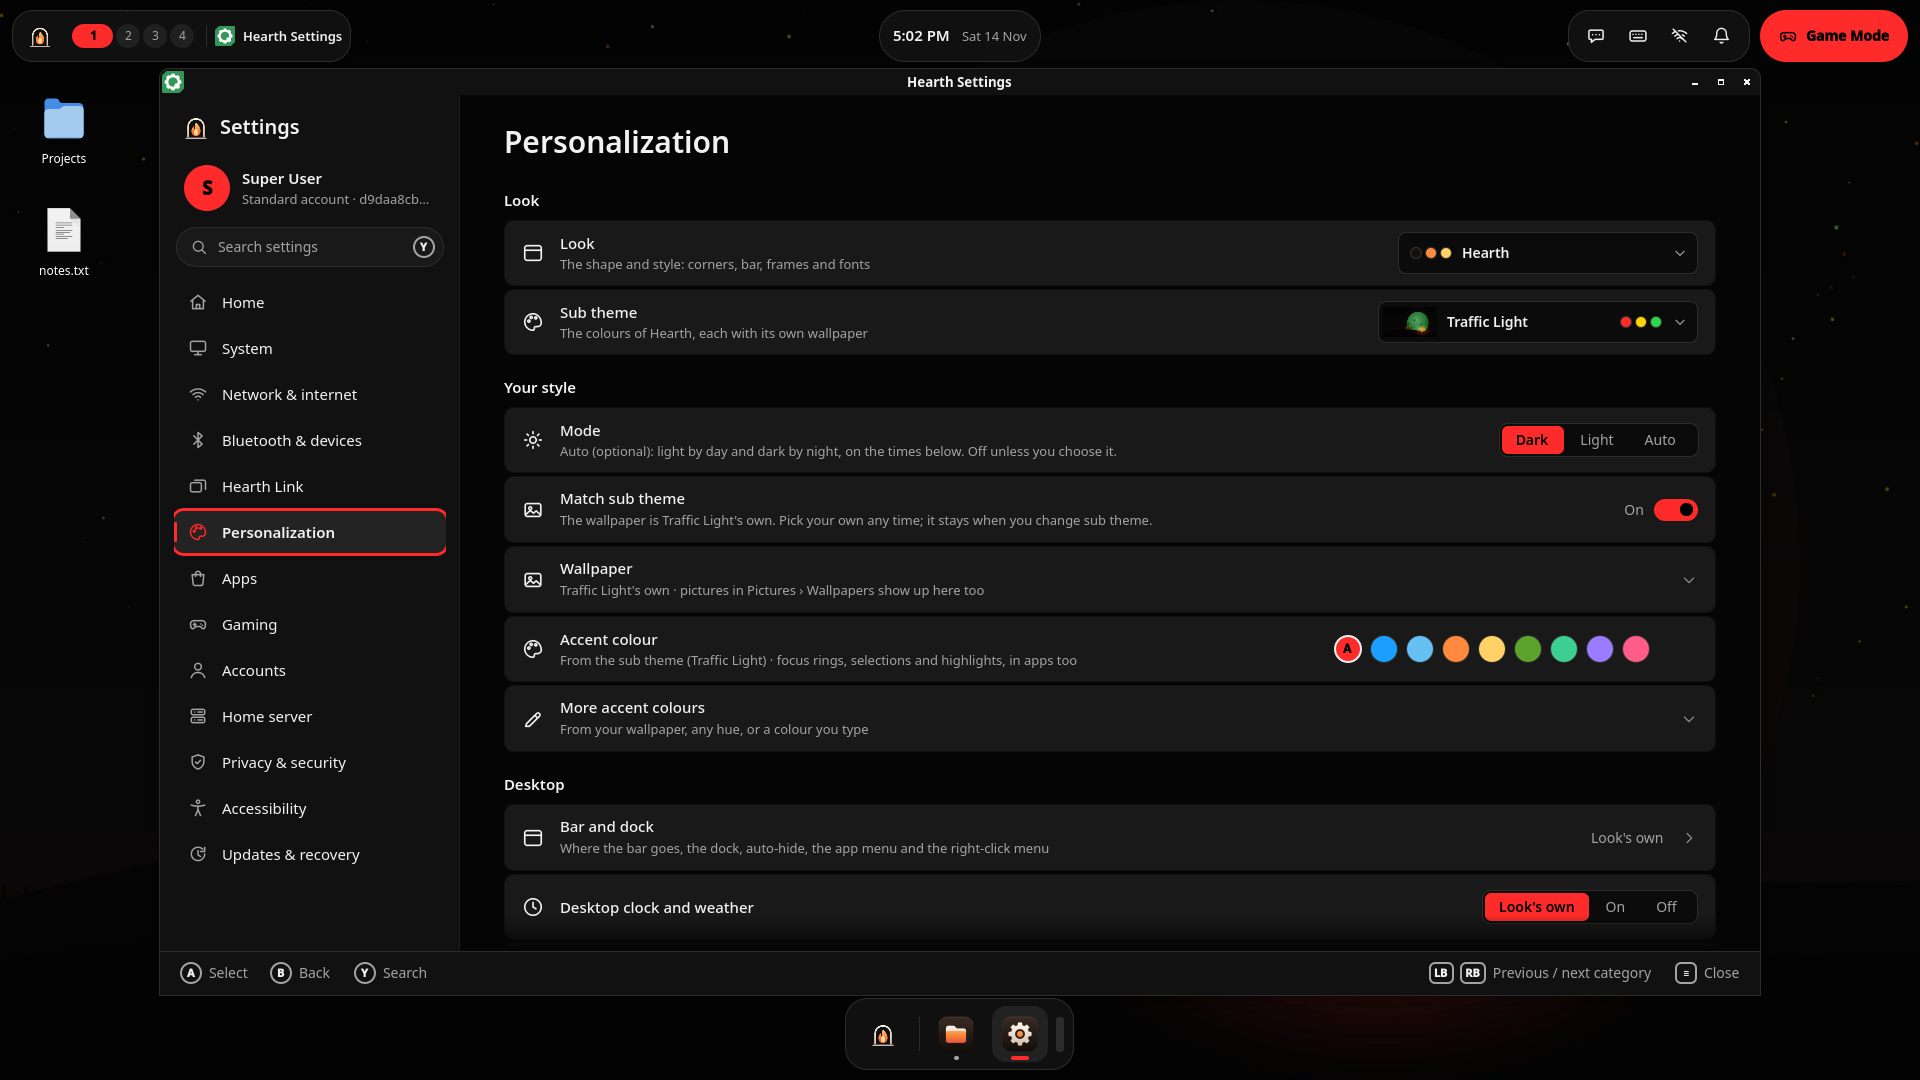 1 2 3 4 Hearth Settings
5:02 PM Sat 14 Nov
Game Mode
Projects
notes.txt
Hearth Settings
Settings
S
Super User
Standard account · d9daa8cb...
Search settings Y
Home
System
Network & internet
Bluetooth & devices
Hearth Link
Personalization
Apps
Gaming
Accounts
Home server
Privacy & security
Accessibility
Updates & recovery
Personalization
Look
Look
The shape and style: corners, bar, frames and fonts
Hearth
Sub theme
The colours of Hearth, each with its own wallpaper
Traffic Light
Your style
Mode
Auto (optional): light by day and dark by night, on the times below. Off unless you choose it.
Dark Light Auto
Match sub theme
The wallpaper is Traffic Light's own. Pick your own any time; it stays when you change sub theme.
On
Wallpaper
Traffic Light's own · pictures in Pictures › Wallpapers show up here too
Accent colour
From the sub theme (Traffic Light) · focus rings, selections and highlights, in apps too
A
More accent colours
From your wallpaper, any hue, or a colour you type
Desktop
Bar and dock
Where the bar goes, the dock, auto-hide, the app menu and the right-click menu
Look's own
Desktop clock and weather
Look's own On Off
A Select B Back Y Search
LB RB Previous / next category ≡ Close